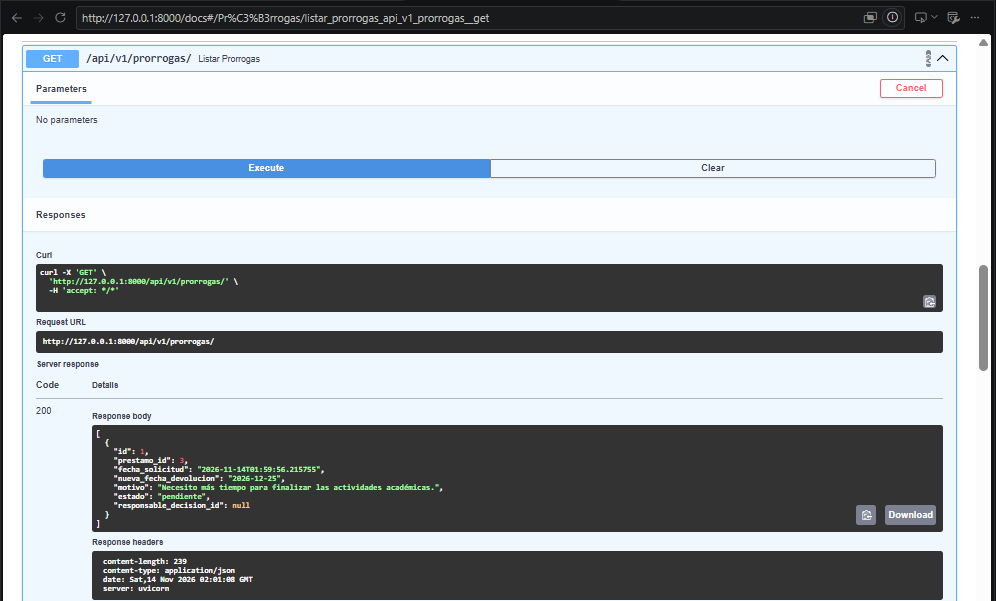 http://127.0.0.1:8000/docs#/Pr%C3%B3rrogas/listar_prorrogas_api_v1_prorrogas__get
GET /api/v1/prorrogas/ Listar Prorrogas
Parameters
Cancel
No parameters
Execute
Clear
Responses
Curl
curl -X 'GET' \
  'http://127.0.0.1:8000/api/v1/prorrogas/' \
  -H 'accept: */*'
Request URL
http://127.0.0.1:8000/api/v1/prorrogas/
Server response
Code Details
200
Response body
[
  {
    "id": 1,
    "prestamo_id": 3,
    "fecha_solicitud": "2026-11-14T01:59:56.215755",
    "nueva_fecha_devolucion": "2026-12-25",
    "motivo": "Necesito más tiempo para finalizar las actividades académicas.",
    "estado": "pendiente",
    "responsable_decision_id": null
  }
]
Download
Response headers
content-length: 239
content-type: application/json
date: Sat,14 Nov 2026 02:01:08 GMT
server: uvicorn